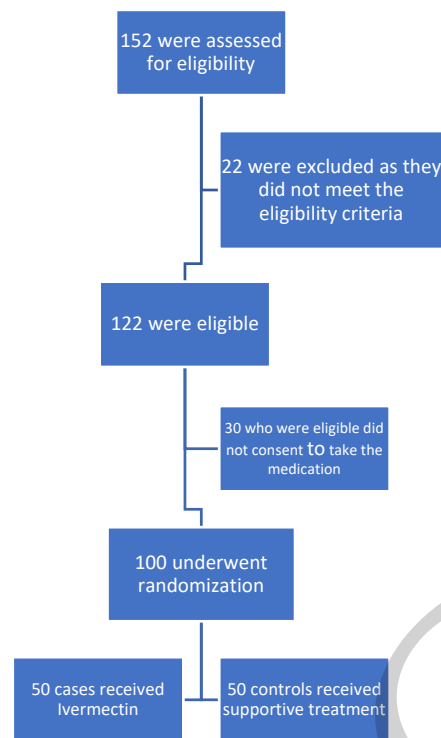 152 were assessed
for eligibility
22 were excluded as they
did not meet the
eligibility criteria
122 were eligible
30 who were eligible did
not consent to take the
medication
100 underwent
randomization
50 cases received
Ivermectin
50 controls received
supportive treatment